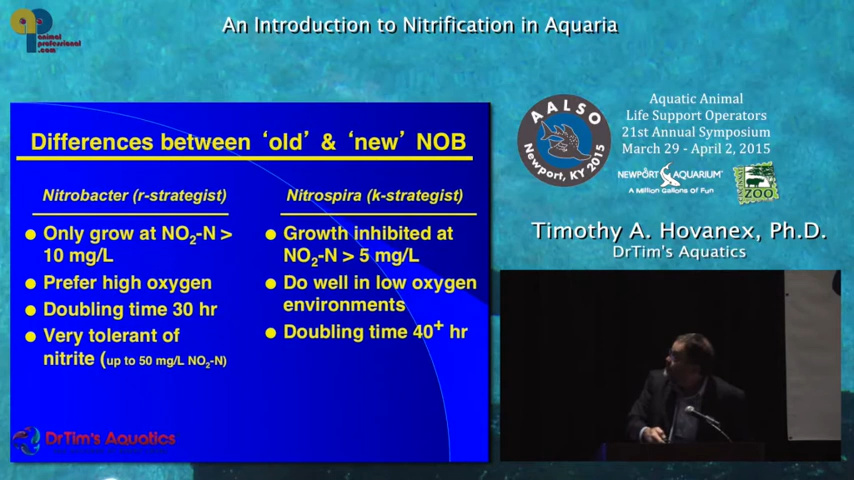 An Introduction to Nitrification in Aquaria
animal
professional
.com
Differences between ‘old’ & ‘new’ NOB
Nitrobacter (r-strategist)
Only grow at NO2-N >
10 mg/L
Prefer high oxygen
Doubling time 30 hr
Very tolerant of
nitrite (up to 50 mg/L NO2-N)
Nitrospira (k-strategist)
Growth inhibited at
NO2-N > 5 mg/L
Do well in low oxygen
environments
Doubling time 40+ hr
DrTim's Aquatics
AALSO
Newport, KY 2015
Aquatic Animal
Life Support Operators
21st Annual Symposium
March 29 - April 2, 2015
NEWPORT AQUARIUM
A Million Gallons of Fun
ZOO
Timothy A. Hovanex, Ph.D.
DrTim's Aquatics